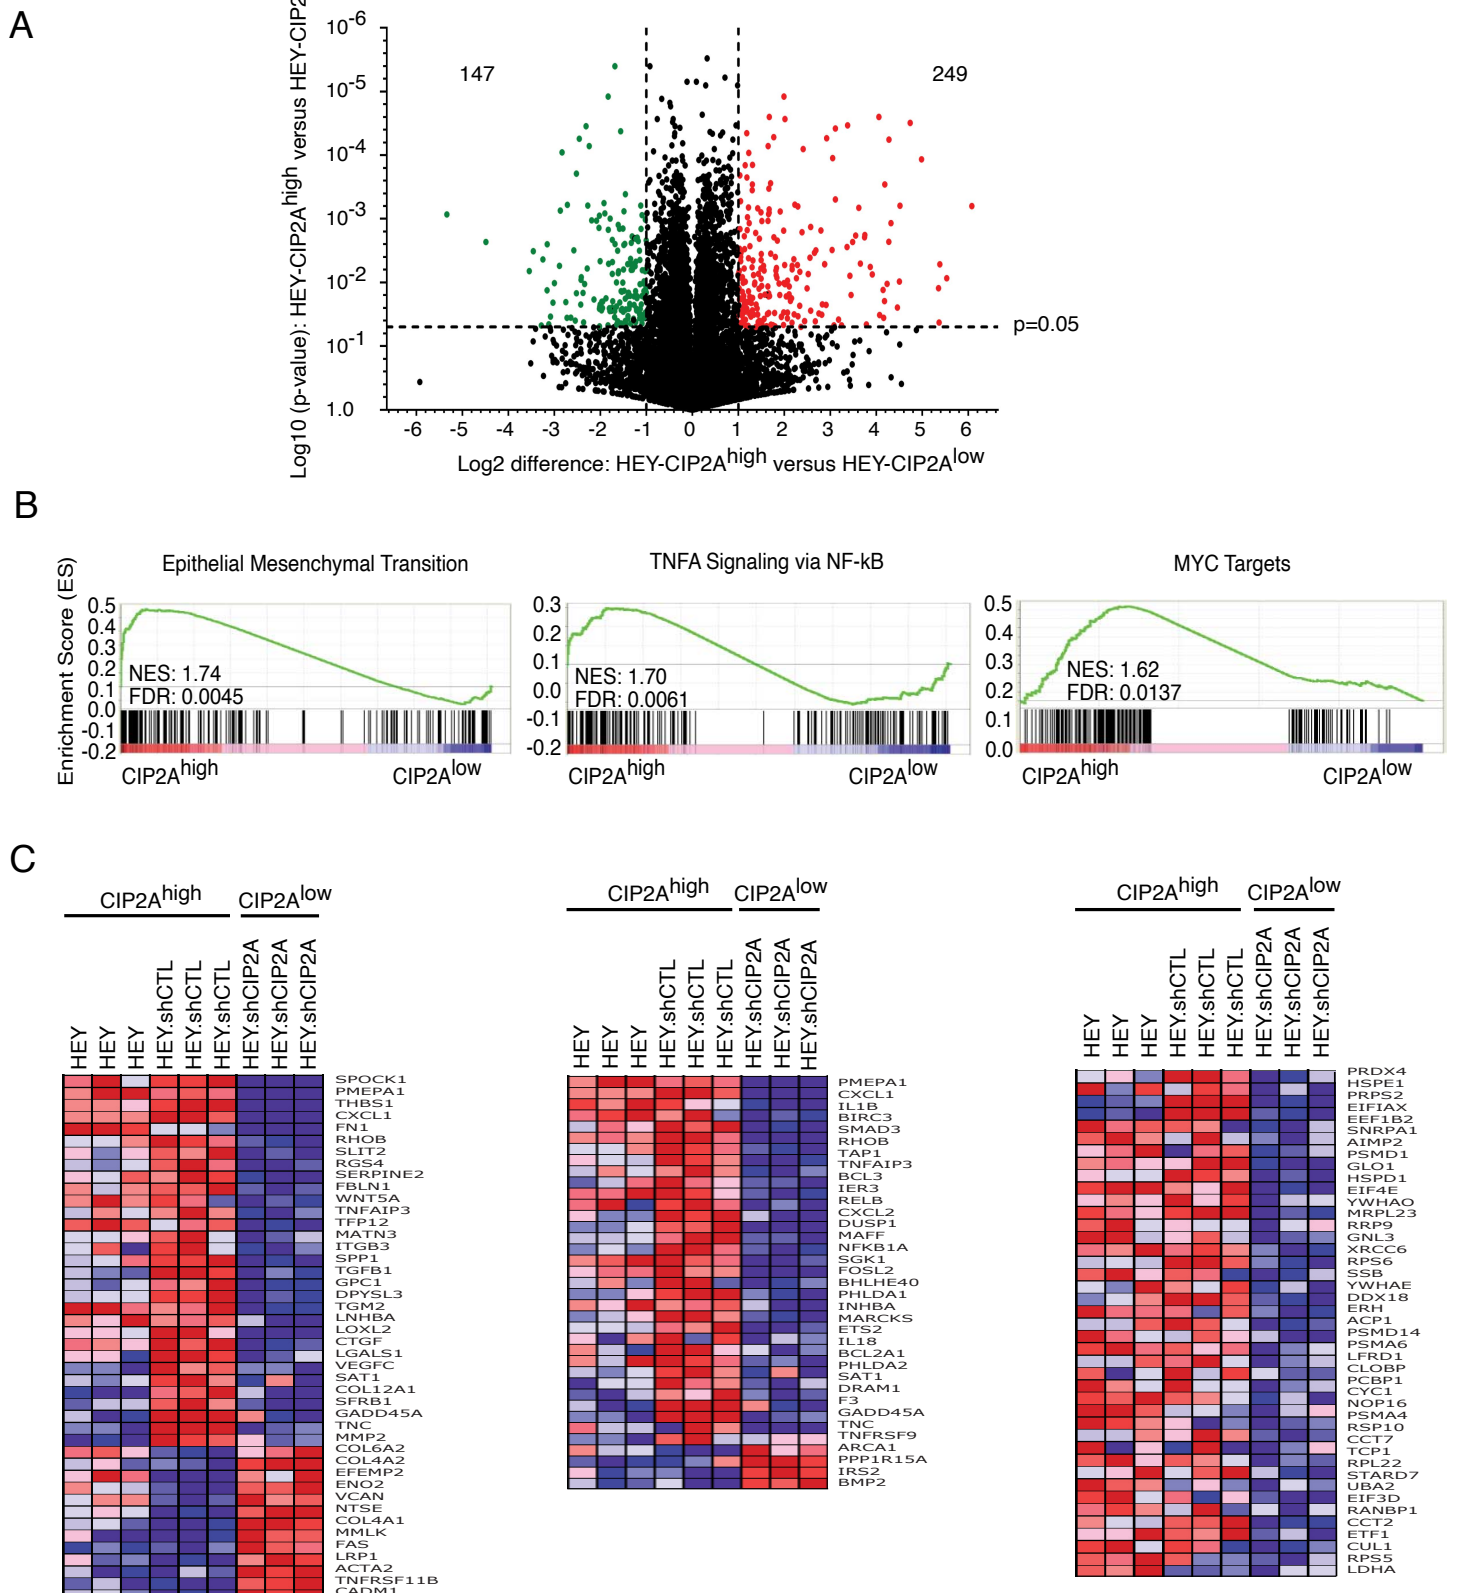 A
Log10 (p-value): HEY-CIP2Ahigh versus HEY-CIP2
10-6
10-5
10-4
10-3
10-2
10-1
1.0
147
249
p=0.05
-6 -5 -4 -3 -2 -1 0 1 2 3 4 5 6
Log2 difference: HEY-CIP2Ahigh versus HEY-CIP2Alow
B
Enrichment Score (ES)
Epithelial Mesenchymal Transition
0.5
0.4
0.3
0.2
0.1
0.0
-0.1
-0.2
NES: 1.74
FDR: 0.0045
CIP2Ahigh CIP2Alow
TNFA Signaling via NF-kB
0.3
0.2
0.1
0.0
-0.1
-0.2
NES: 1.70
FDR: 0.0061
CIP2Ahigh CIP2Alow
MYC Targets
0.5
0.4
0.3
0.2
0.1
0.0
NES: 1.62
FDR: 0.0137
CIP2Ahigh CIP2Alow
C
CIP2Ahigh CIP2Alow
HEY HEY HEY HEY.shCTL HEY.shCTL HEY.shCTL HEY.shCIP2A HEY.shCIP2A HEY.shCIP2A
SPOCK1
PMEPA1
THBS1
CXCL1
FN1
RHOB
SLIT2
RGS4
SERPINE2
FBLN1
WNT5A
TNFAIP3
TFP12
MATN3
ITGB3
SPP1
TGFB1
GPC1
DPYSL3
TGM2
LNHBA
LOXL2
CTGF
LGALS1
VEGFC
SAT1
COL12A1
SFRB1
GADD45A
TNC
MMP2
COL6A2
COL4A2
EFEMP2
ENO2
VCAN
NTSE
COL4A1
MMLK
FAS
LRP1
ACTA2
TNFRSF11B
CADM1
CIP2Ahigh CIP2Alow
HEY HEY HEY HEY.shCTL HEY.shCTL HEY.shCTL HEY.shCIP2A HEY.shCIP2A HEY.shCIP2A
PMEPA1
CXCL1
IL1B
BIRC3
SMAD3
RHOB
TAP1
TNFAIP3
BCL3
IER3
RELB
CXCL2
DUSP1
MAFF
NFKB1A
SGK1
FOSL2
BHLHE40
PHLDA1
INHBA
MARCKS
ETS2
IL18
BCL2A1
PHLDA2
SAT1
DRAM1
F3
GADD45A
TNC
TNFRSF9
ARCA1
PPP1R15A
IRS2
BMP2
CIP2Ahigh CIP2Alow
HEY HEY HEY HEY.shCTL HEY.shCTL HEY.shCTL HEY.shCIP2A HEY.shCIP2A HEY.shCIP2A
PRDX4
HSPE1
PRPS2
EIFIAX
EEF1B2
SNRPA1
AIMP2
PSMD1
GLO1
HSPD1
EIF4E
YWHAO
MRPL23
RRP9
GNL3
XRCC6
RPS6
SSB
YWHAE
DDX18
ERH
ACP1
PSMD14
PSMA6
LFRD1
CLOBP
PCBP1
CYC1
NOP16
PSMA4
RSP10
CCT7
TCP1
RPL22
STARD7
UBA2
EIF3D
RANBP1
CCT2
ETF1
CUL1
RPS5
LDHA